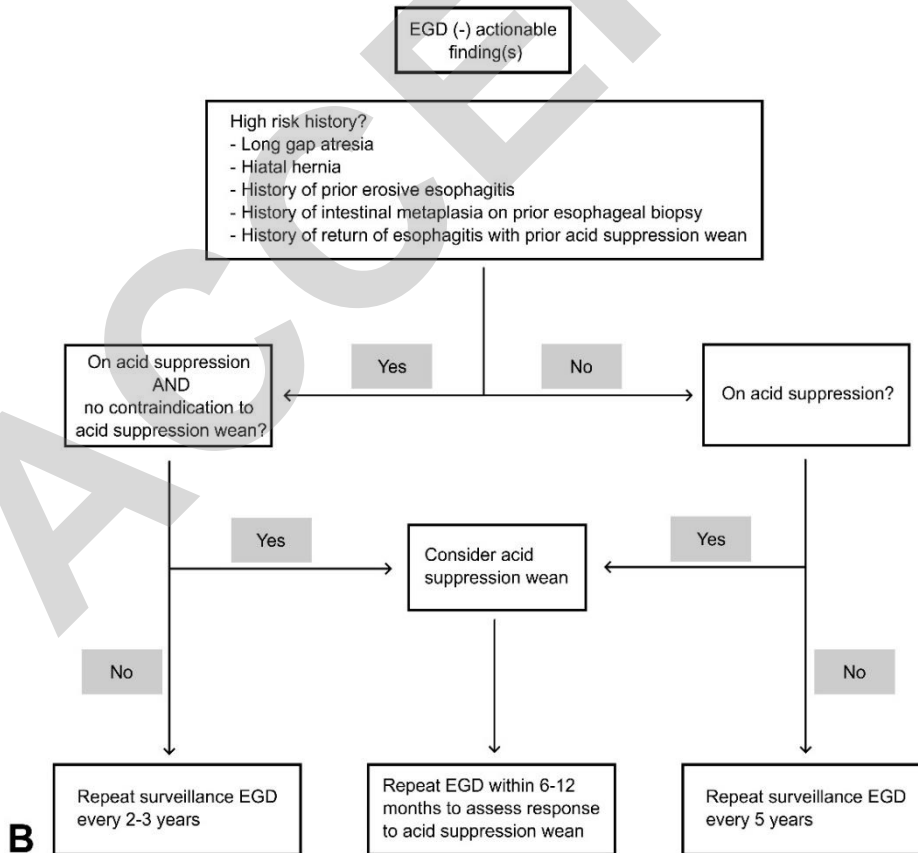 EGD (-) actionable
finding(s)
High risk history?
- Long gap atresia
- Hiatal hernia
- History of prior erosive esophagitis
- History of intestinal metaplasia on prior esophageal biopsy
- History of return of esophagitis with prior acid suppression wean
On acid suppression
AND
no contraindication to
acid suppression wean?
Yes
No
On acid suppression?
Yes
Consider acid
suppression wean
Yes
No
No
Repeat surveillance EGD
every 2-3 years
Repeat EGD within 6-12
months to assess response
to acid suppression wean
Repeat surveillance EGD
every 5 years
B